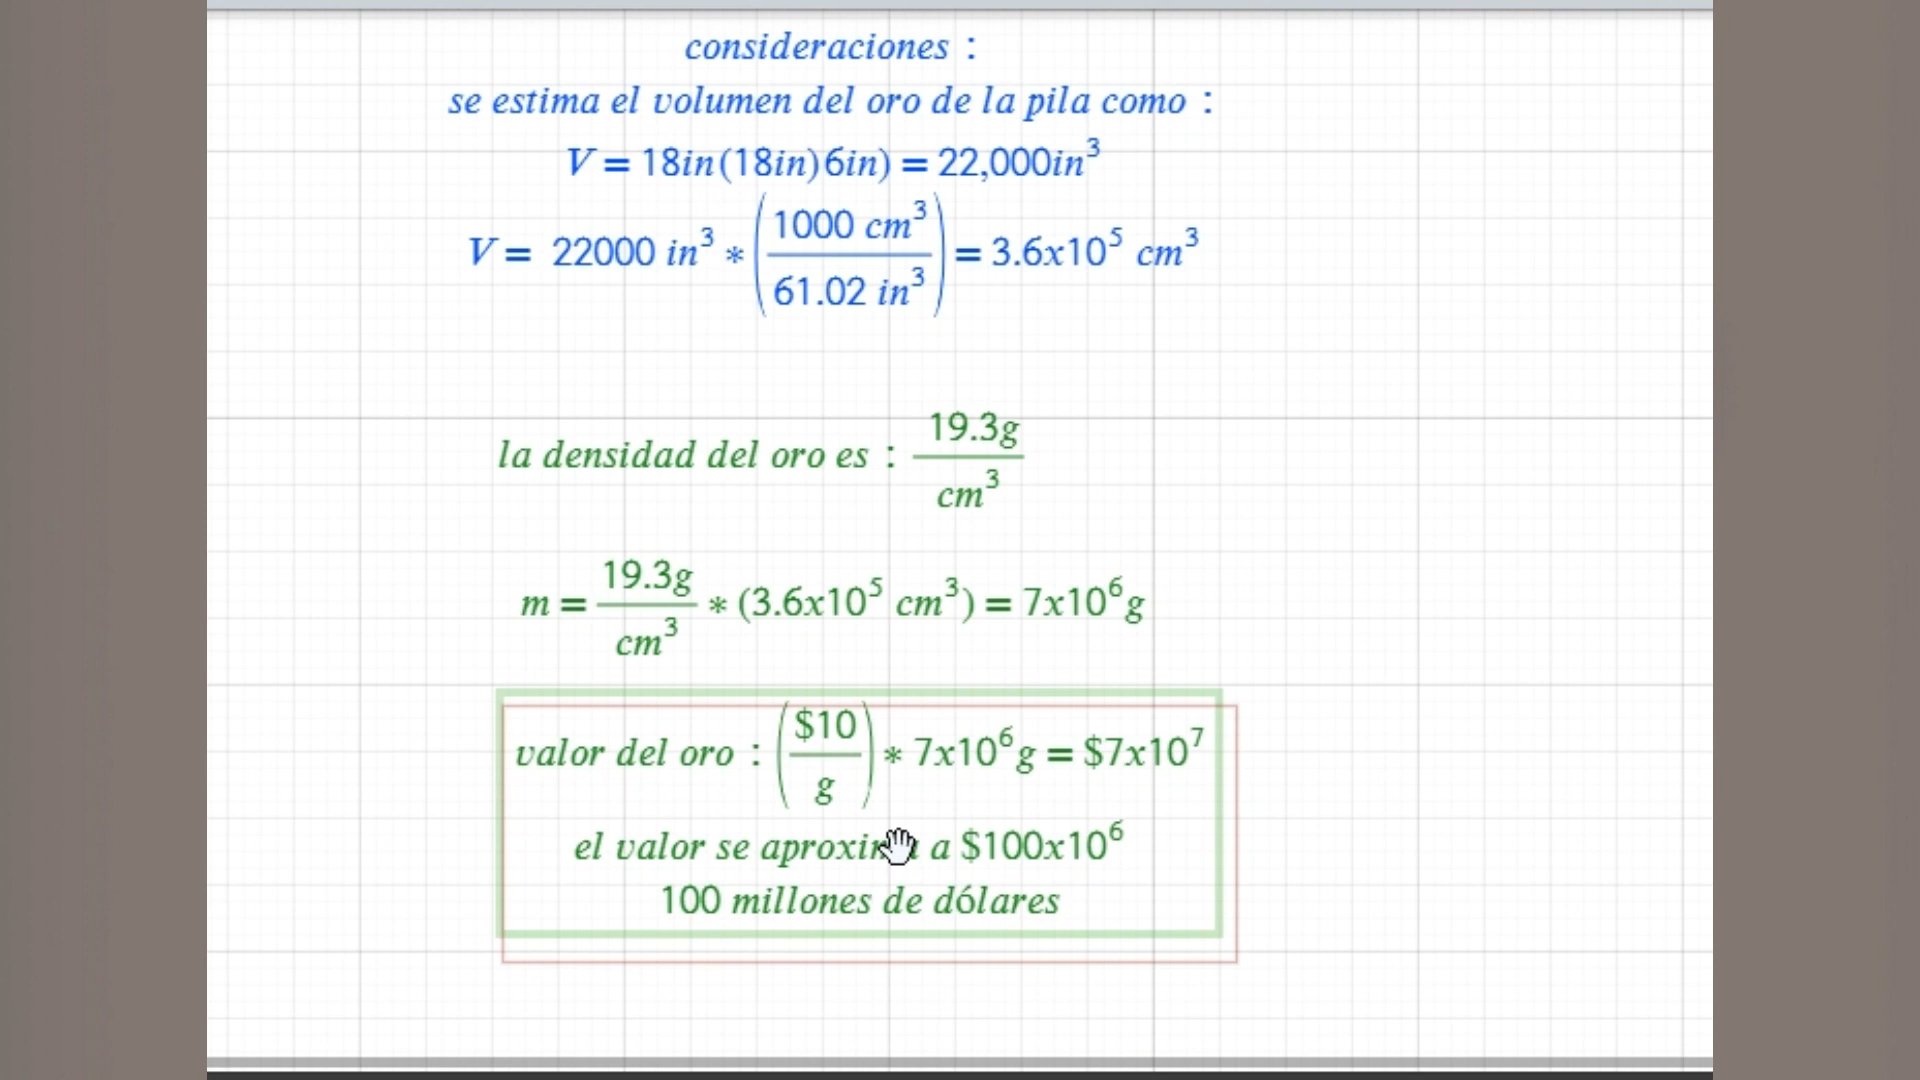 consideraciones :
se estima el volumen del oro de la pila como :
V = 18in(18in)6in) = 22,000in³
V = 22000 in³ * (1000 cm³ / 61.02 in³) = 3.6x10⁵ cm³
la densidad del oro es : 19.3g / cm³
m = 19.3g / cm³ * (3.6x10⁵ cm³) = 7x10⁶g
valor del oro : ($10 / g) * 7x10⁶g = $7x10⁷
el valor se a $100x10⁶
100 millones de dólares